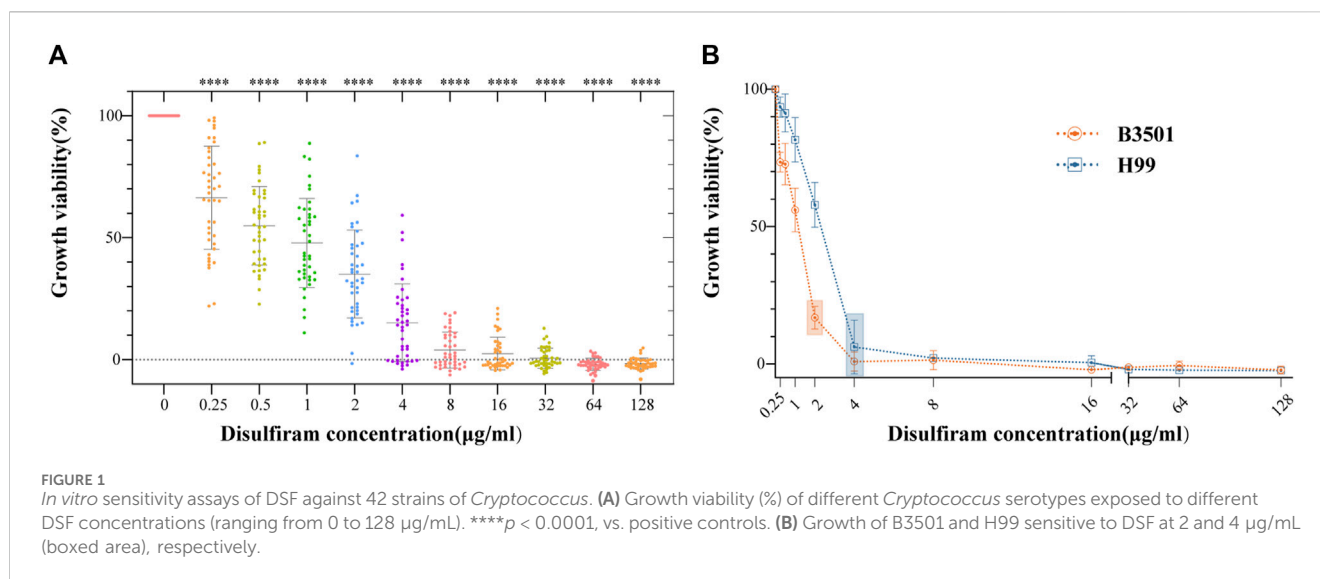 A
**** **** **** **** **** **** **** **** **** ****
100
50
0
Growth viability(%)
0 0.25 0.5 1 2 4 8 16 32 64 128
Disulfiram concentration(μg/ml)
B
100
50
0
Growth viability(%)
B3501
H99
0.25 1 2 4 8 16 32 64 128
Disulfiram concentration(μg/ml)
FIGURE 1
In vitro sensitivity assays of DSF against 42 strains of Cryptococcus. (A) Growth viability (%) of different Cryptococcus serotypes exposed to different
DSF concentrations (ranging from 0 to 128 μg/mL). ****p < 0.0001, vs. positive controls. (B) Growth of B3501 and H99 sensitive to DSF at 2 and 4 μg/mL
(boxed area), respectively.